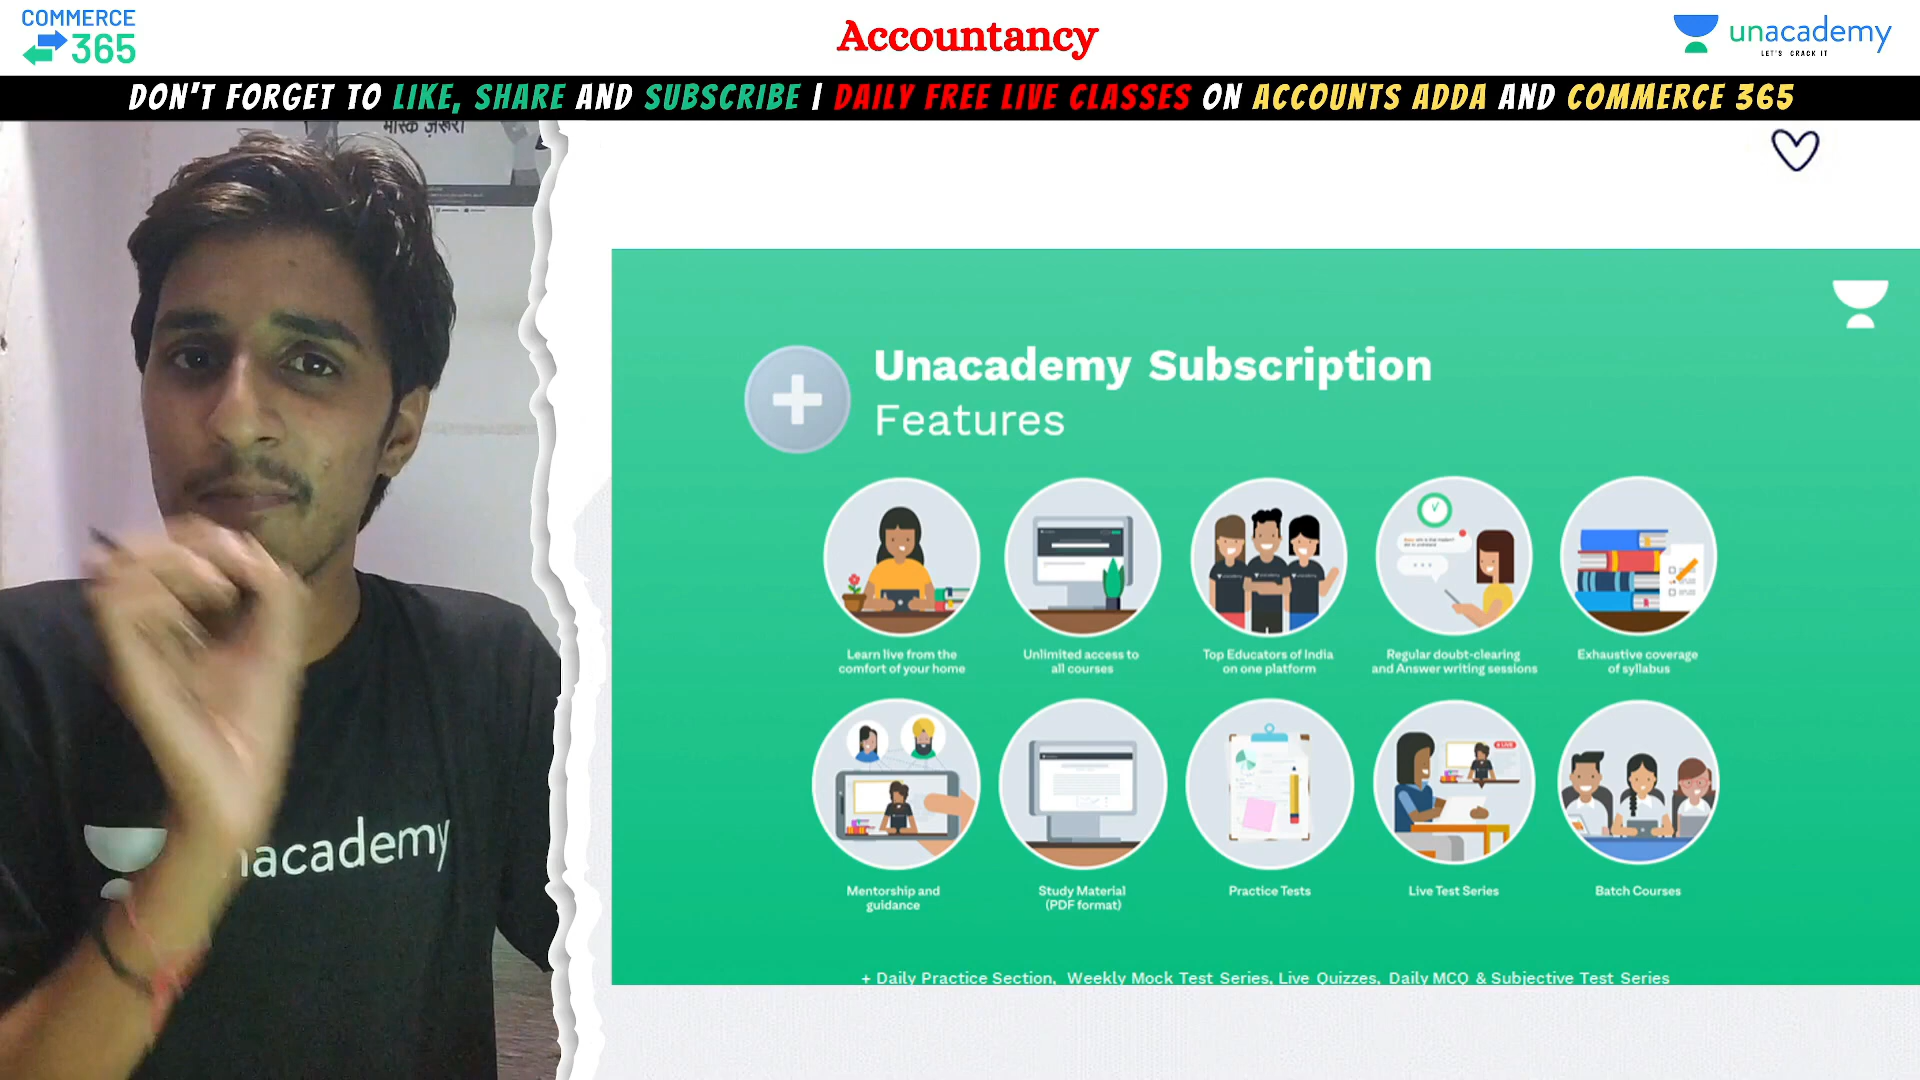 COMMERCE
365
Accountancy
unacademy
LET'S CRACK IT
DON'T FORGET TO LIKE, SHARE AND SUBSCRIBE | DAILY FREE LIVE CLASSES ON ACCOUNTS ADDA AND COMMERCE 365
मास्क ज़रूरी
Unacademy Subscription
Features
Learn live from the
comfort of your home
Unlimited access to
all courses
Top Educators of India
on one platform
Regular doubt-clearing
and Answer writing sessions
Exhaustive coverage
of syllabus
Mentorship and
guidance
Study Material
(PDF format)
Practice Tests
Live Test Series
Batch Courses
+ Daily Practice Section, Weekly Mock Test Series, Live Quizzes, Daily MCQ & Subjective Test Series
nacademy